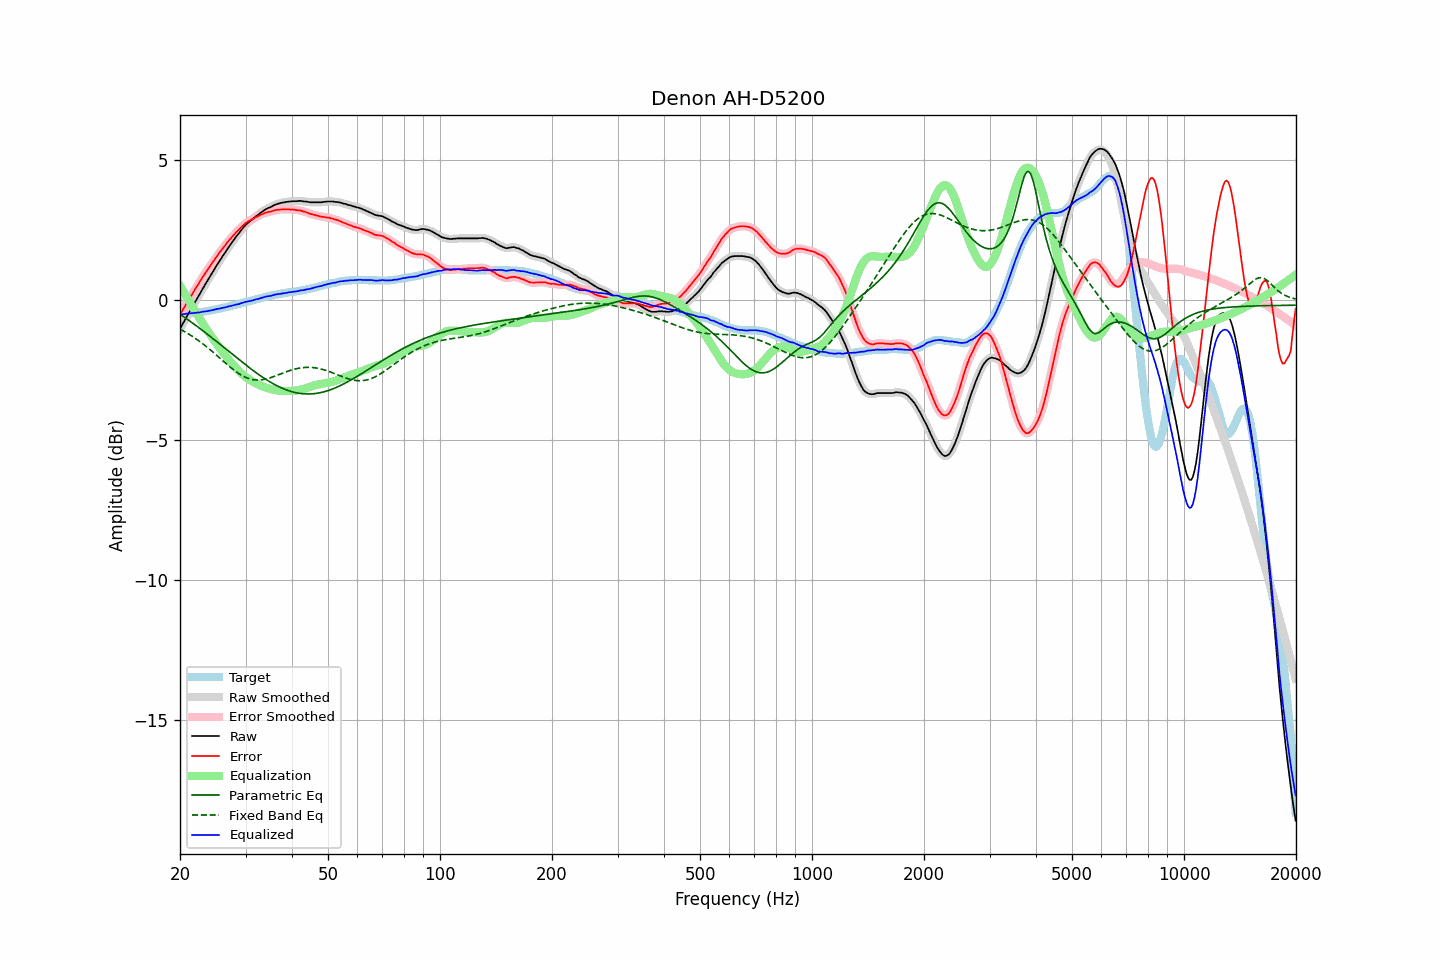 Denon AH-D5200
Amplitude (dBr)
5
0
−5
−10
−15
Target
Raw Smoothed
Error Smoothed
Raw
Error
Equalization
Parametric Eq
Fixed Band Eq
Equalized
20 50 100 200 500 1000 2000 5000 10000 20000
Frequency (Hz)